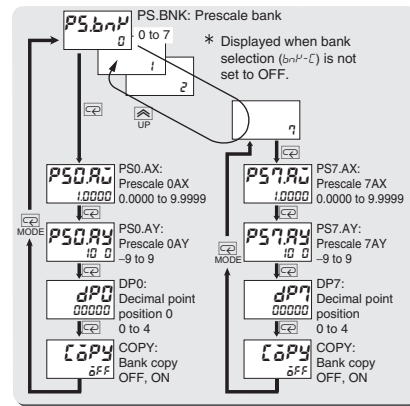 PS.BNK: Prescale bank
PS.bnK
0
0 to 7
1
2
* Displayed when bank
selection (bnK-C) is not
set to OFF.
UP
7
PS0.AX
1.0000
PS0.AX:
Prescale 0AX
0.0000 to 9.9999
PS0.AY
10 0
PS0.AY:
Prescale 0AY
–9 to 9
MODE
dP0
00000
DP0:
Decimal point
position 0
0 to 4
CoPY
oFF
COPY:
Bank copy
OFF, ON
PS7.AX
1.0000
PS7.AX:
Prescale 7AX
0.0000 to 9.9999
PS7.AY
10 0
PS7.AY:
Prescale 7AY
–9 to 9
MODE
dP7
00000
DP7:
Decimal point
position
0 to 4
CoPY
oFF
COPY:
Bank copy
OFF, ON